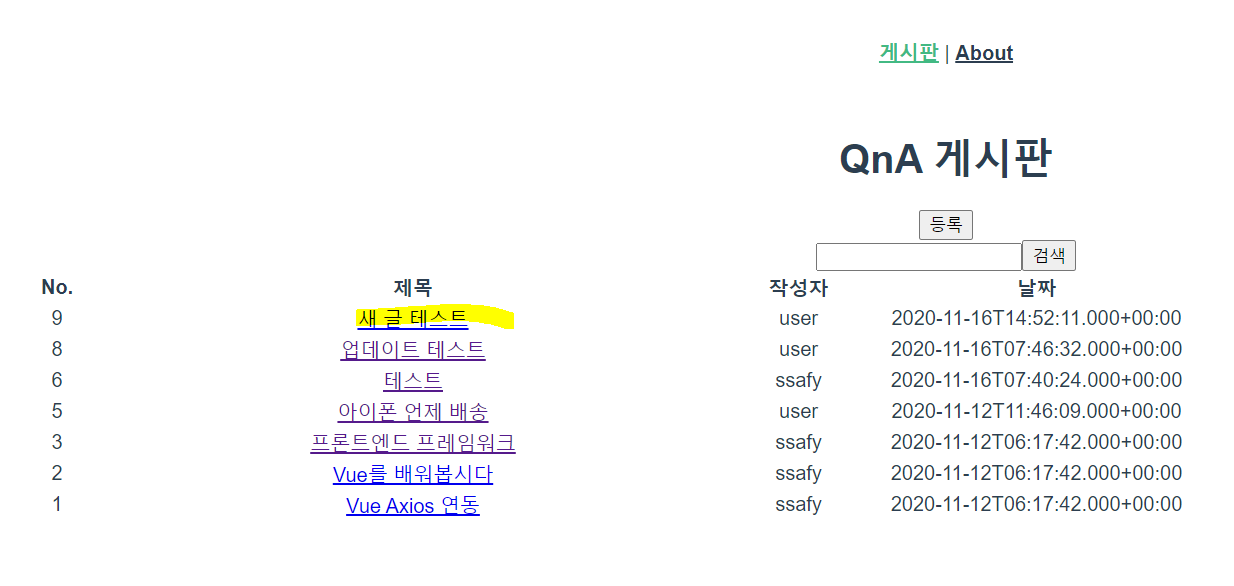 게시판 | About
QnA 게시판
등록
검색
No. 제목 작성자 날짜
9 새 글 테스트 user 2020-11-16T14:52:11.000+00:00
8 업데이트 테스트 user 2020-11-16T07:46:32.000+00:00
6 테스트 ssafy 2020-11-16T07:40:24.000+00:00
5 아이폰 언제 배송 user 2020-11-12T11:46:09.000+00:00
3 프론트엔드 프레임워크 ssafy 2020-11-12T06:17:42.000+00:00
2 Vue를 배워봅시다 ssafy 2020-11-12T06:17:42.000+00:00
1 Vue Axios 연동 ssafy 2020-11-12T06:17:42.000+00:00